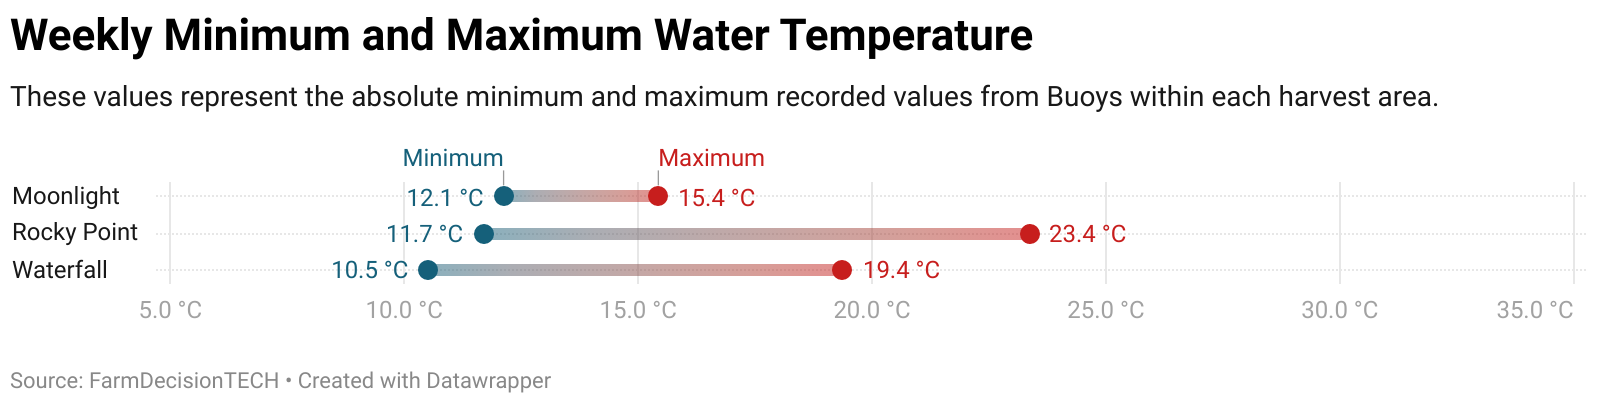 Weekly Minimum and Maximum Water Temperature
These values represent the absolute minimum and maximum recorded values from Buoys within each harvest area.
Minimum Maximum
Moonlight 12.1 °C 15.4 °C
Rocky Point 11.7 °C 23.4 °C
Waterfall 10.5 °C 19.4 °C
5.0 °C 10.0 °C 15.0 °C 20.0 °C 25.0 °C 30.0 °C 35.0 °C
Source: FarmDecisionTECH • Created with Datawrapper